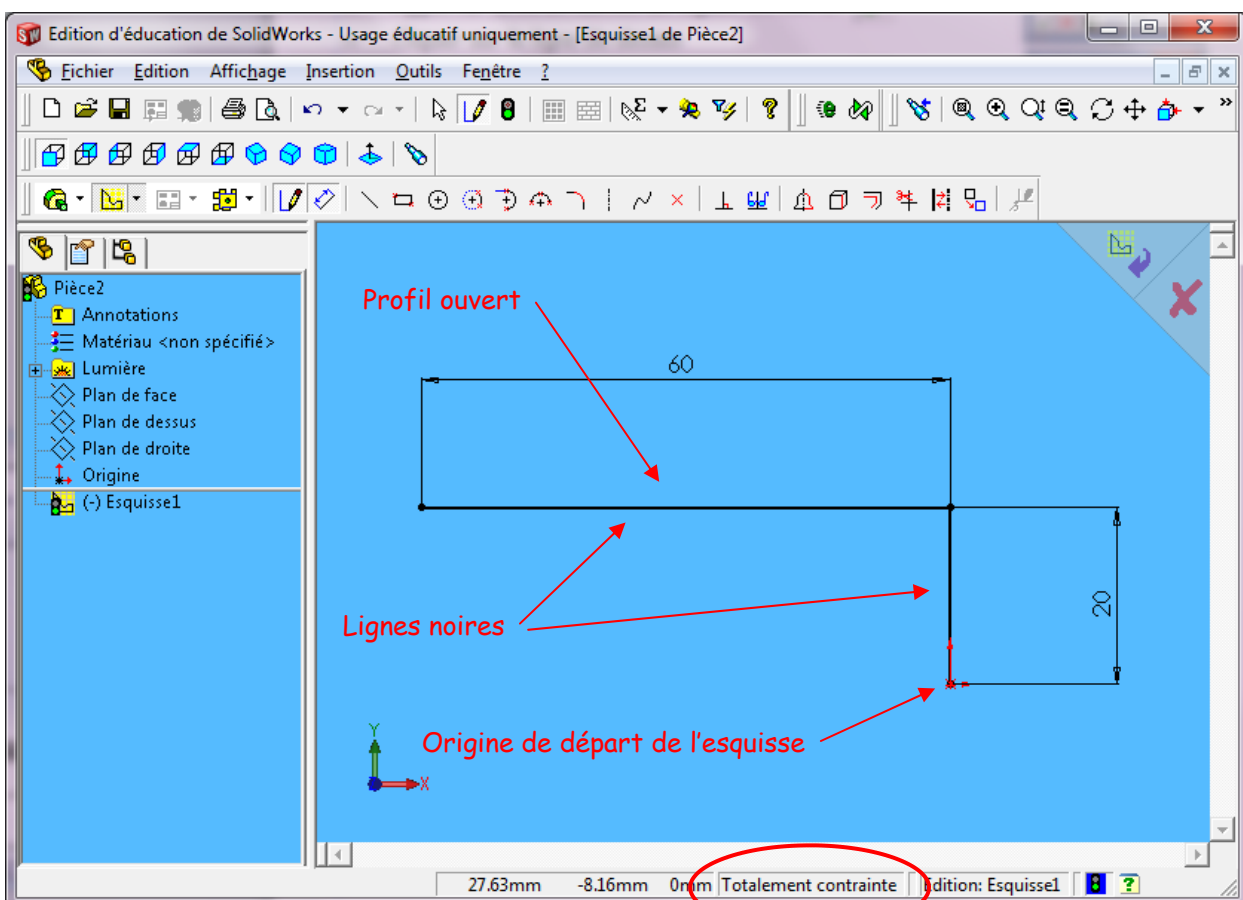 Edition d'éducation de SolidWorks - Usage éducatif uniquement - [Esquisse1 de Pièce2]
Fichier Edition Affichage Insertion Outils Fenêtre ?
Pièce2
Annotations
Matériau <non spécifié>
Lumière
Plan de face
Plan de dessus
Plan de droite
Origine
(-) Esquisse1
Profil ouvert
60
Lignes noires
20
Origine de départ de l'esquisse
Y
X
27.63mm -8.16mm 0mm Totalement contrainte Edition: Esquisse1